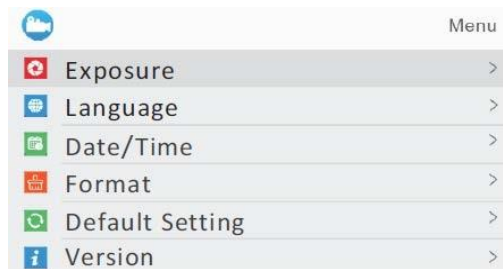 Menu
Exposure >
Language >
Date/Time >
Format >
Default Setting >
Version >